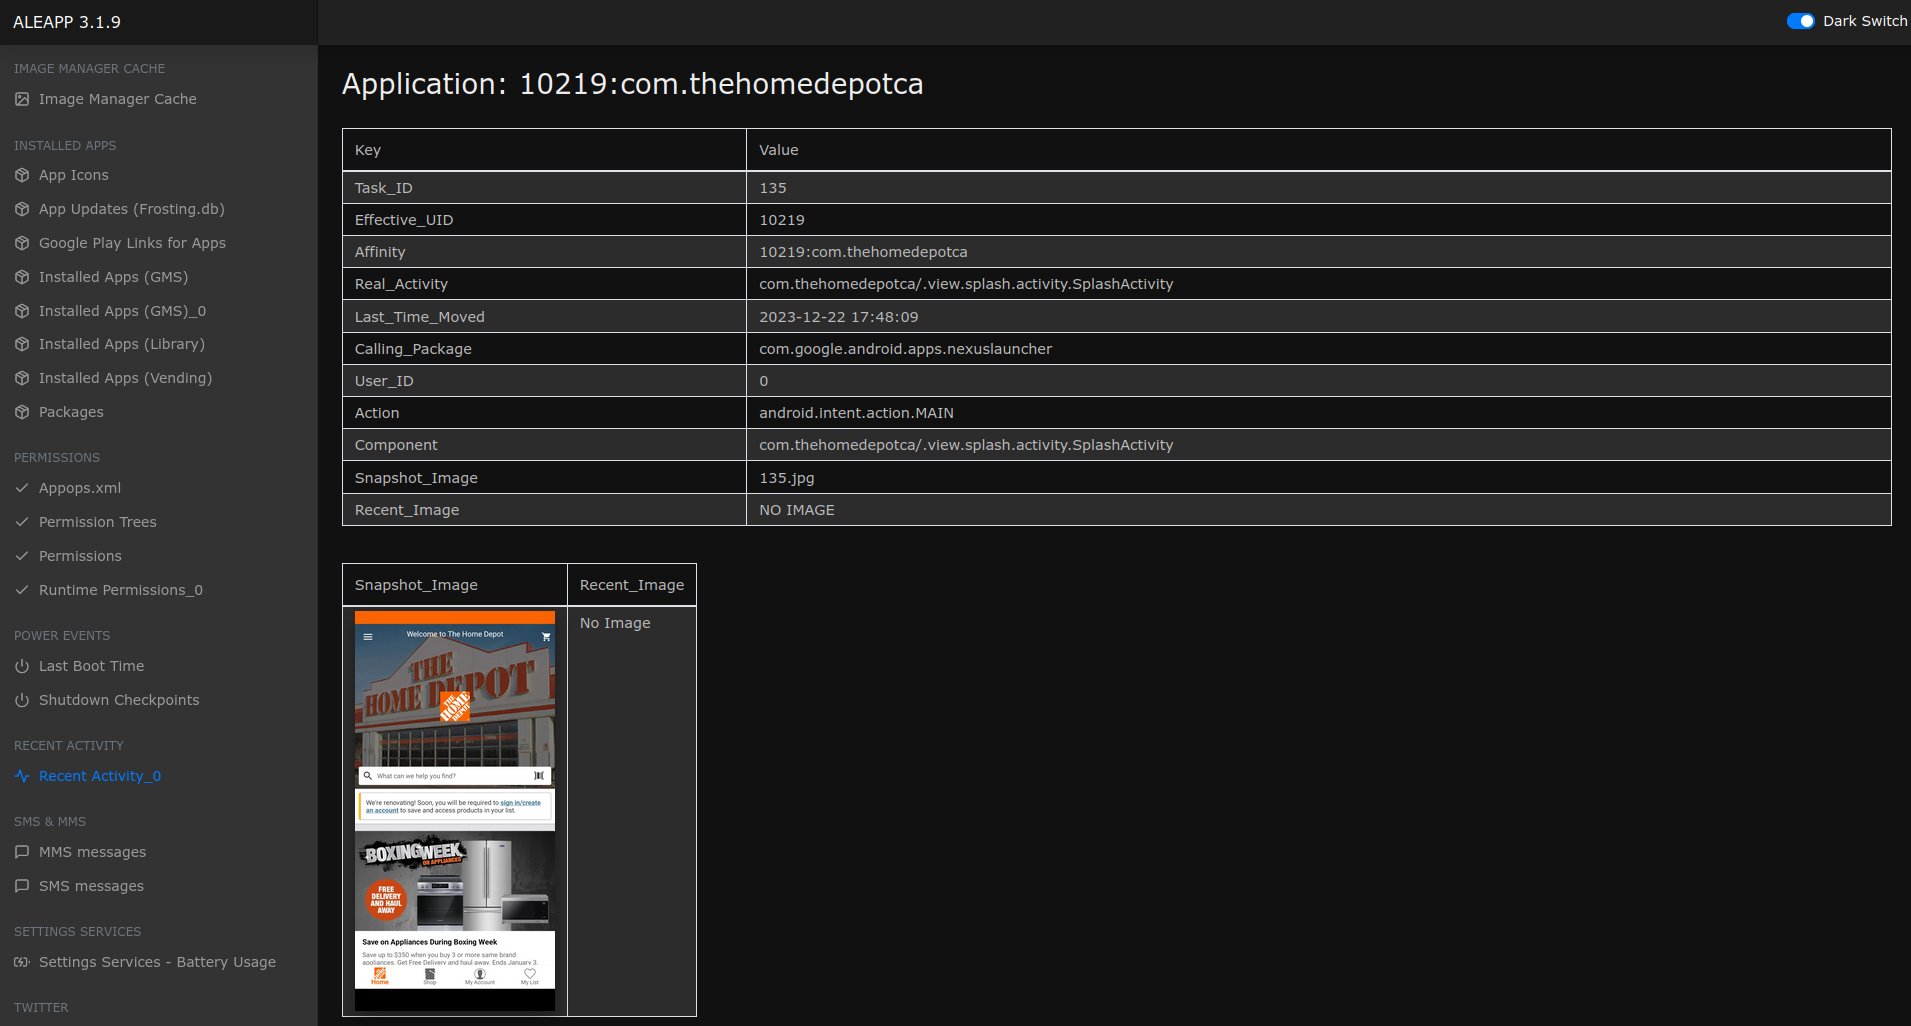 ALEAPP 3.1.9
Dark Switch
IMAGE MANAGER CACHE
Image Manager Cache
INSTALLED APPS
App Icons
App Updates (Frosting.db)
Google Play Links for Apps
Installed Apps (GMS)
Installed Apps (GMS)_0
Installed Apps (Library)
Installed Apps (Vending)
Packages
PERMISSIONS
Appops.xml
Permission Trees
Permissions
Runtime Permissions_0
POWER EVENTS
Last Boot Time
Shutdown Checkpoints
RECENT ACTIVITY
Recent Activity_0
SMS & MMS
MMS messages
SMS messages
SETTINGS SERVICES
Settings Services - Battery Usage
TWITTER
Application: 10219:com.thehomedepotca
Key Value
Task_ID 135
Effective_UID 10219
Affinity 10219:com.thehomedepotca
Real_Activity com.thehomedepotca/.view.splash.activity.SplashActivity
Last_Time_Moved 2023-12-22 17:48:09
Calling_Package com.google.android.apps.nexuslauncher
User_ID 0
Action android.intent.action.MAIN
Component com.thehomedepotca/.view.splash.activity.SplashActivity
Snapshot_Image 135.jpg
Recent_Image NO IMAGE
Snapshot_Image Recent_Image
No Image
Welcome to The Home Depot
THE
HOME DEPOT
THE
HOME
DEPOT
What can we help you find?
We're renovating! Soon, you will be required to sign in/create
an account to save and access products in your list.
BOXING WEEK
ON APPLIANCES
FREE
DELIVERY
AND HAUL
AWAY
Save on Appliances During Boxing Week
Save up to $350 when you buy 3 or more same brand
appliances. Get Free Delivery and haul away. Ends January 3.
Home Shop My Account My List